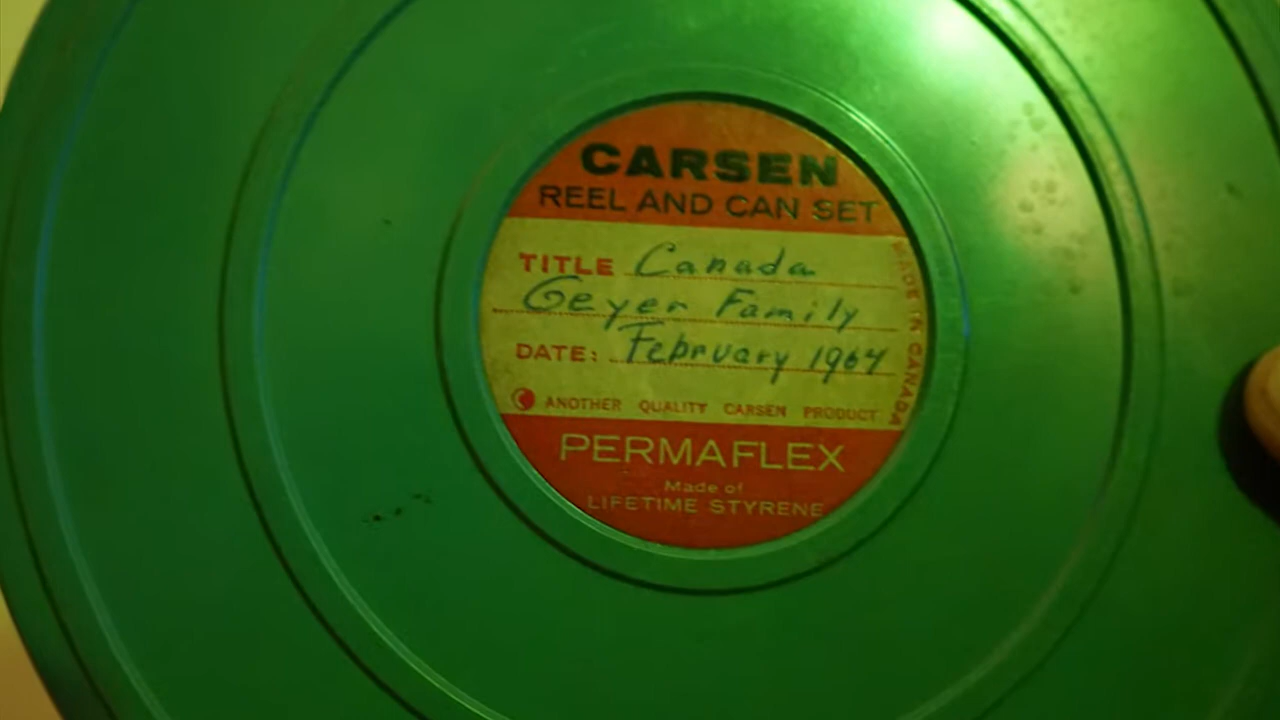 CARSEN
REEL AND CAN SET
TITLE Canada
Geyer Family
DATE: February 1964
ANOTHER QUALITY CARSEN PRODUCT
MADE IN CANADA
PERMAFLEX
Made of
LIFETIME STYRENE